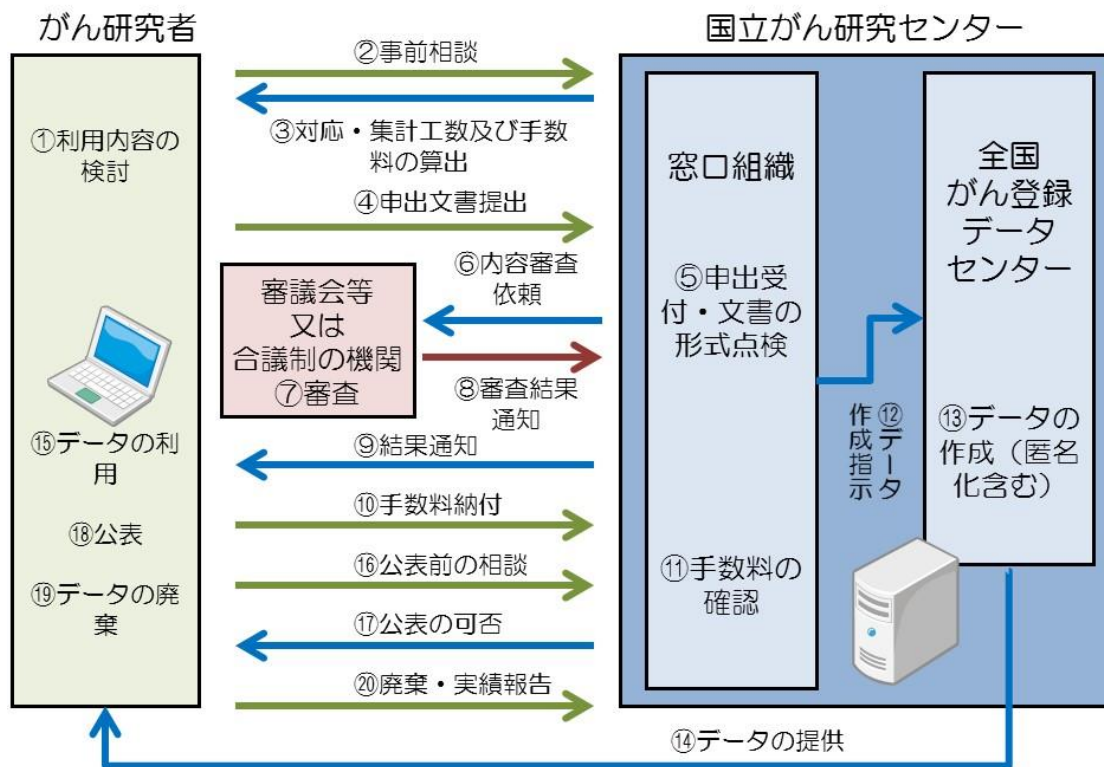 がん研究者
国立がん研究センター
②事前相談
①利用内容の
検討
③対応・集計工数及び手数
料の算出
④申出文書提出
窓口組織
全国
がん登録
データ
センター
⑥内容審査
依頼
⑤申出受
付・文書の
形式点検
審議会等
又は
合議制の機関
⑦審査
⑧審査結果
通知
⑫データ
作成指示
⑬データの
作成（匿名
化含む）
⑮データの利
用
⑨結果通知
⑩手数料納付
⑱公表
⑯公表前の相談
⑪手数料の
確認
⑲データの廃
棄
⑰公表の可否
⑳廃棄・実績報告
⑭データの提供